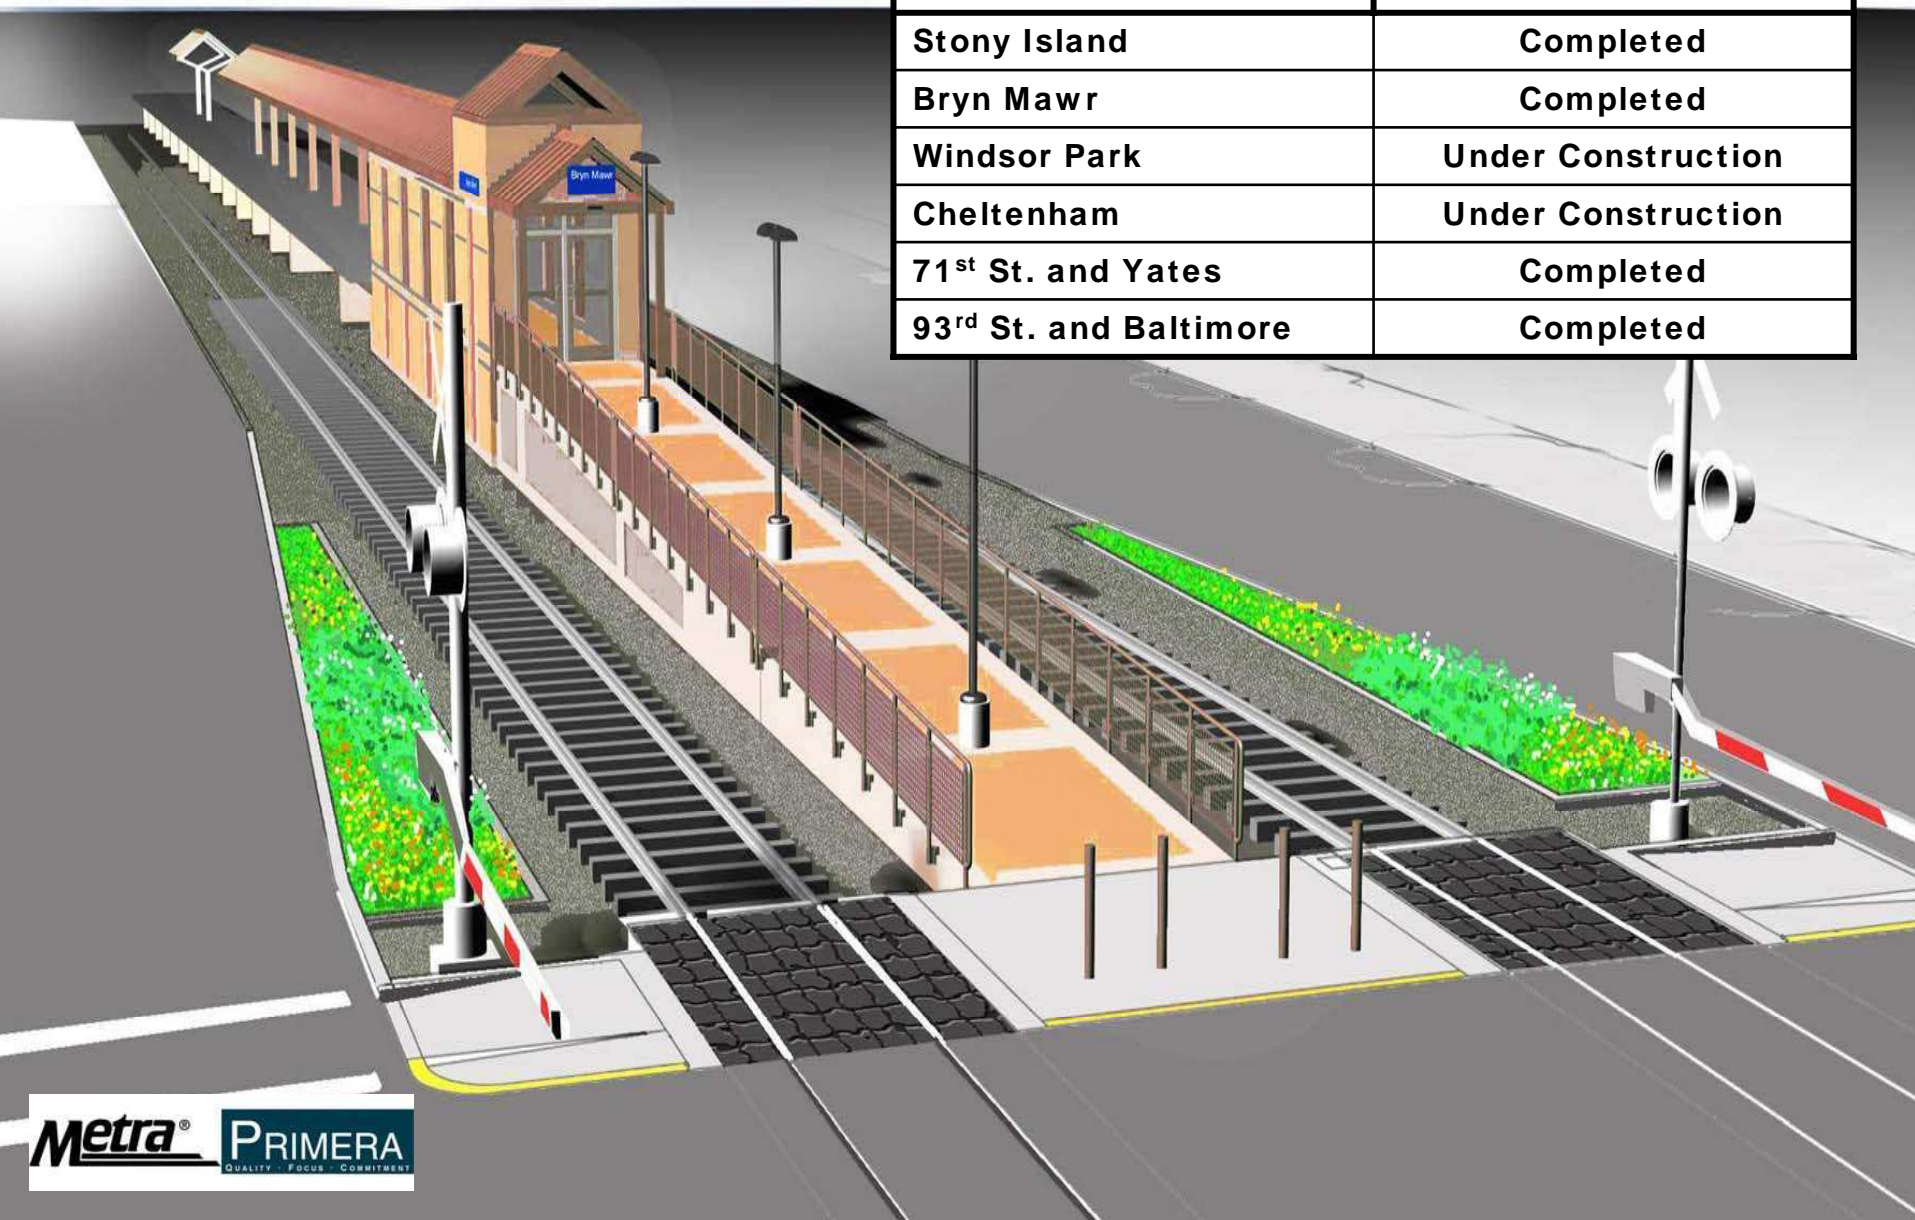 Stony Island Completed
Bryn Mawr Completed
Windsor Park Under Construction
Cheltenham Under Construction
71st St. and Yates Completed
93rd St. and Baltimore Completed
Bryn Mawr
Metra®
PRIMERA
QUALITY · FOCUS · COMMITMENT